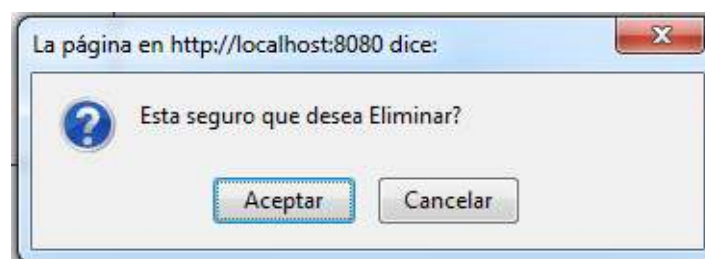 La página en http://localhost:8080 dice:
Esta seguro que desea Eliminar?
Aceptar Cancelar